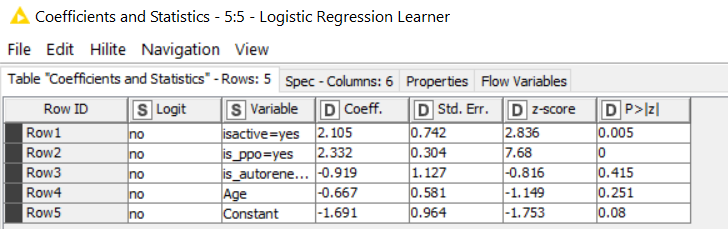 Coefficients and Statistics - 5:5 - Logistic Regression Learner
File Edit Hilite Navigation View
Table "Coefficients and Statistics" - Rows: 5 Spec - Columns: 6 Properties Flow Variables
Row ID S Logit S Variable D Coeff. D Std. Err. D z-score D P>|z|
Row1 no isactive=yes 2.105 0.742 2.836 0.005
Row2 no is_ppo=yes 2.332 0.304 7.68 0
Row3 no is_autorene... -0.919 1.127 -0.816 0.415
Row4 no Age -0.667 0.581 -1.149 0.251
Row5 no Constant -1.691 0.964 -1.753 0.08